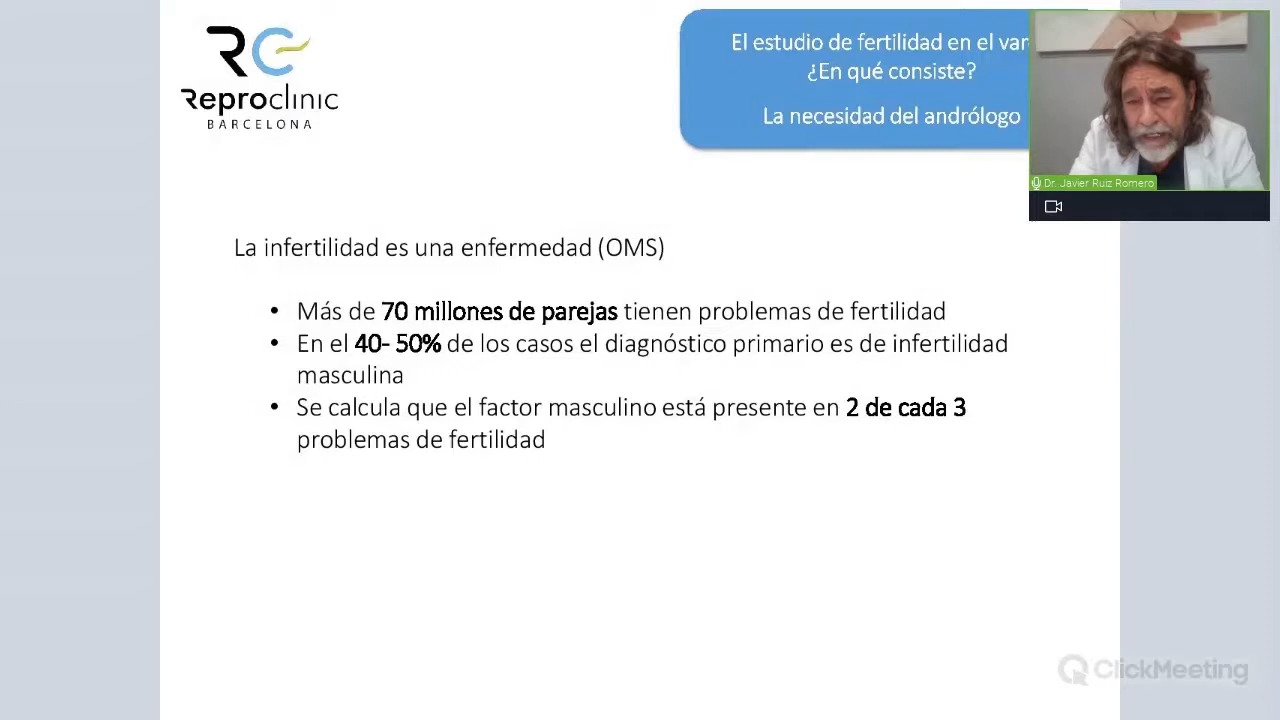 Reproclinic
BARCELONA
El estudio de fertilidad en el var
¿En qué consiste?
La necesidad del andrólogo
Dr. Javier Ruiz Romero
La infertilidad es una enfermedad (OMS)
• Más de 70 millones de parejas tienen problemas de fertilidad
• En el 40- 50% de los casos el diagnóstico primario es de infertilidad
masculina
• Se calcula que el factor masculino está presente en 2 de cada 3
problemas de fertilidad
ClickMeeting